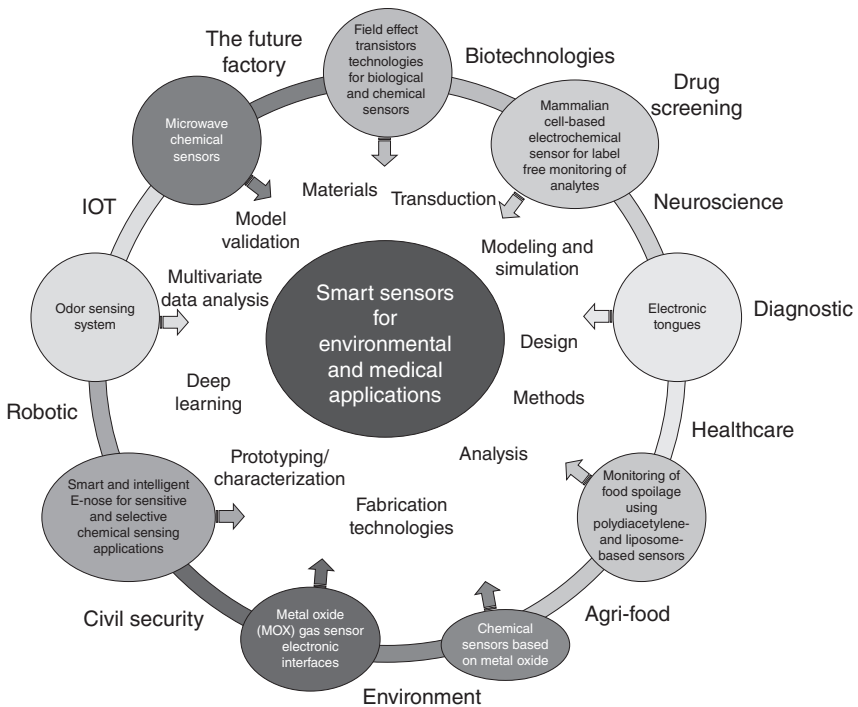 The future
factory
Field effect
transistors
technologies
for biological
and chemical
sensors
Biotechnologies
Drug
screening
Microwave
chemical
sensors
Mammalian
cell-based
electrochemical
sensor for label
free monitoring of
analytes
Materials
Transduction
IOT
Model
validation
Neuroscience
Modeling and
simulation
Multivariate
data analysis
Odor sensing
system
Smart sensors
for
environmental
and medical
applications
Electronic
tongues
Diagnostic
Design
Deep
learning
Methods
Robotic
Healthcare
Analysis
Prototyping/
characterization
Smart and intelligent
E-nose for sensitive
and selective
chemical sensing
applications
Monitoring of
food spoilage
using
polydiacetylene-
and liposome-
based sensors
Fabrication
technologies
Civil security
Metal oxide
(MOX) gas sensor
electronic
interfaces
Chemical
sensors based
on metal oxide
Agri-food
Environment